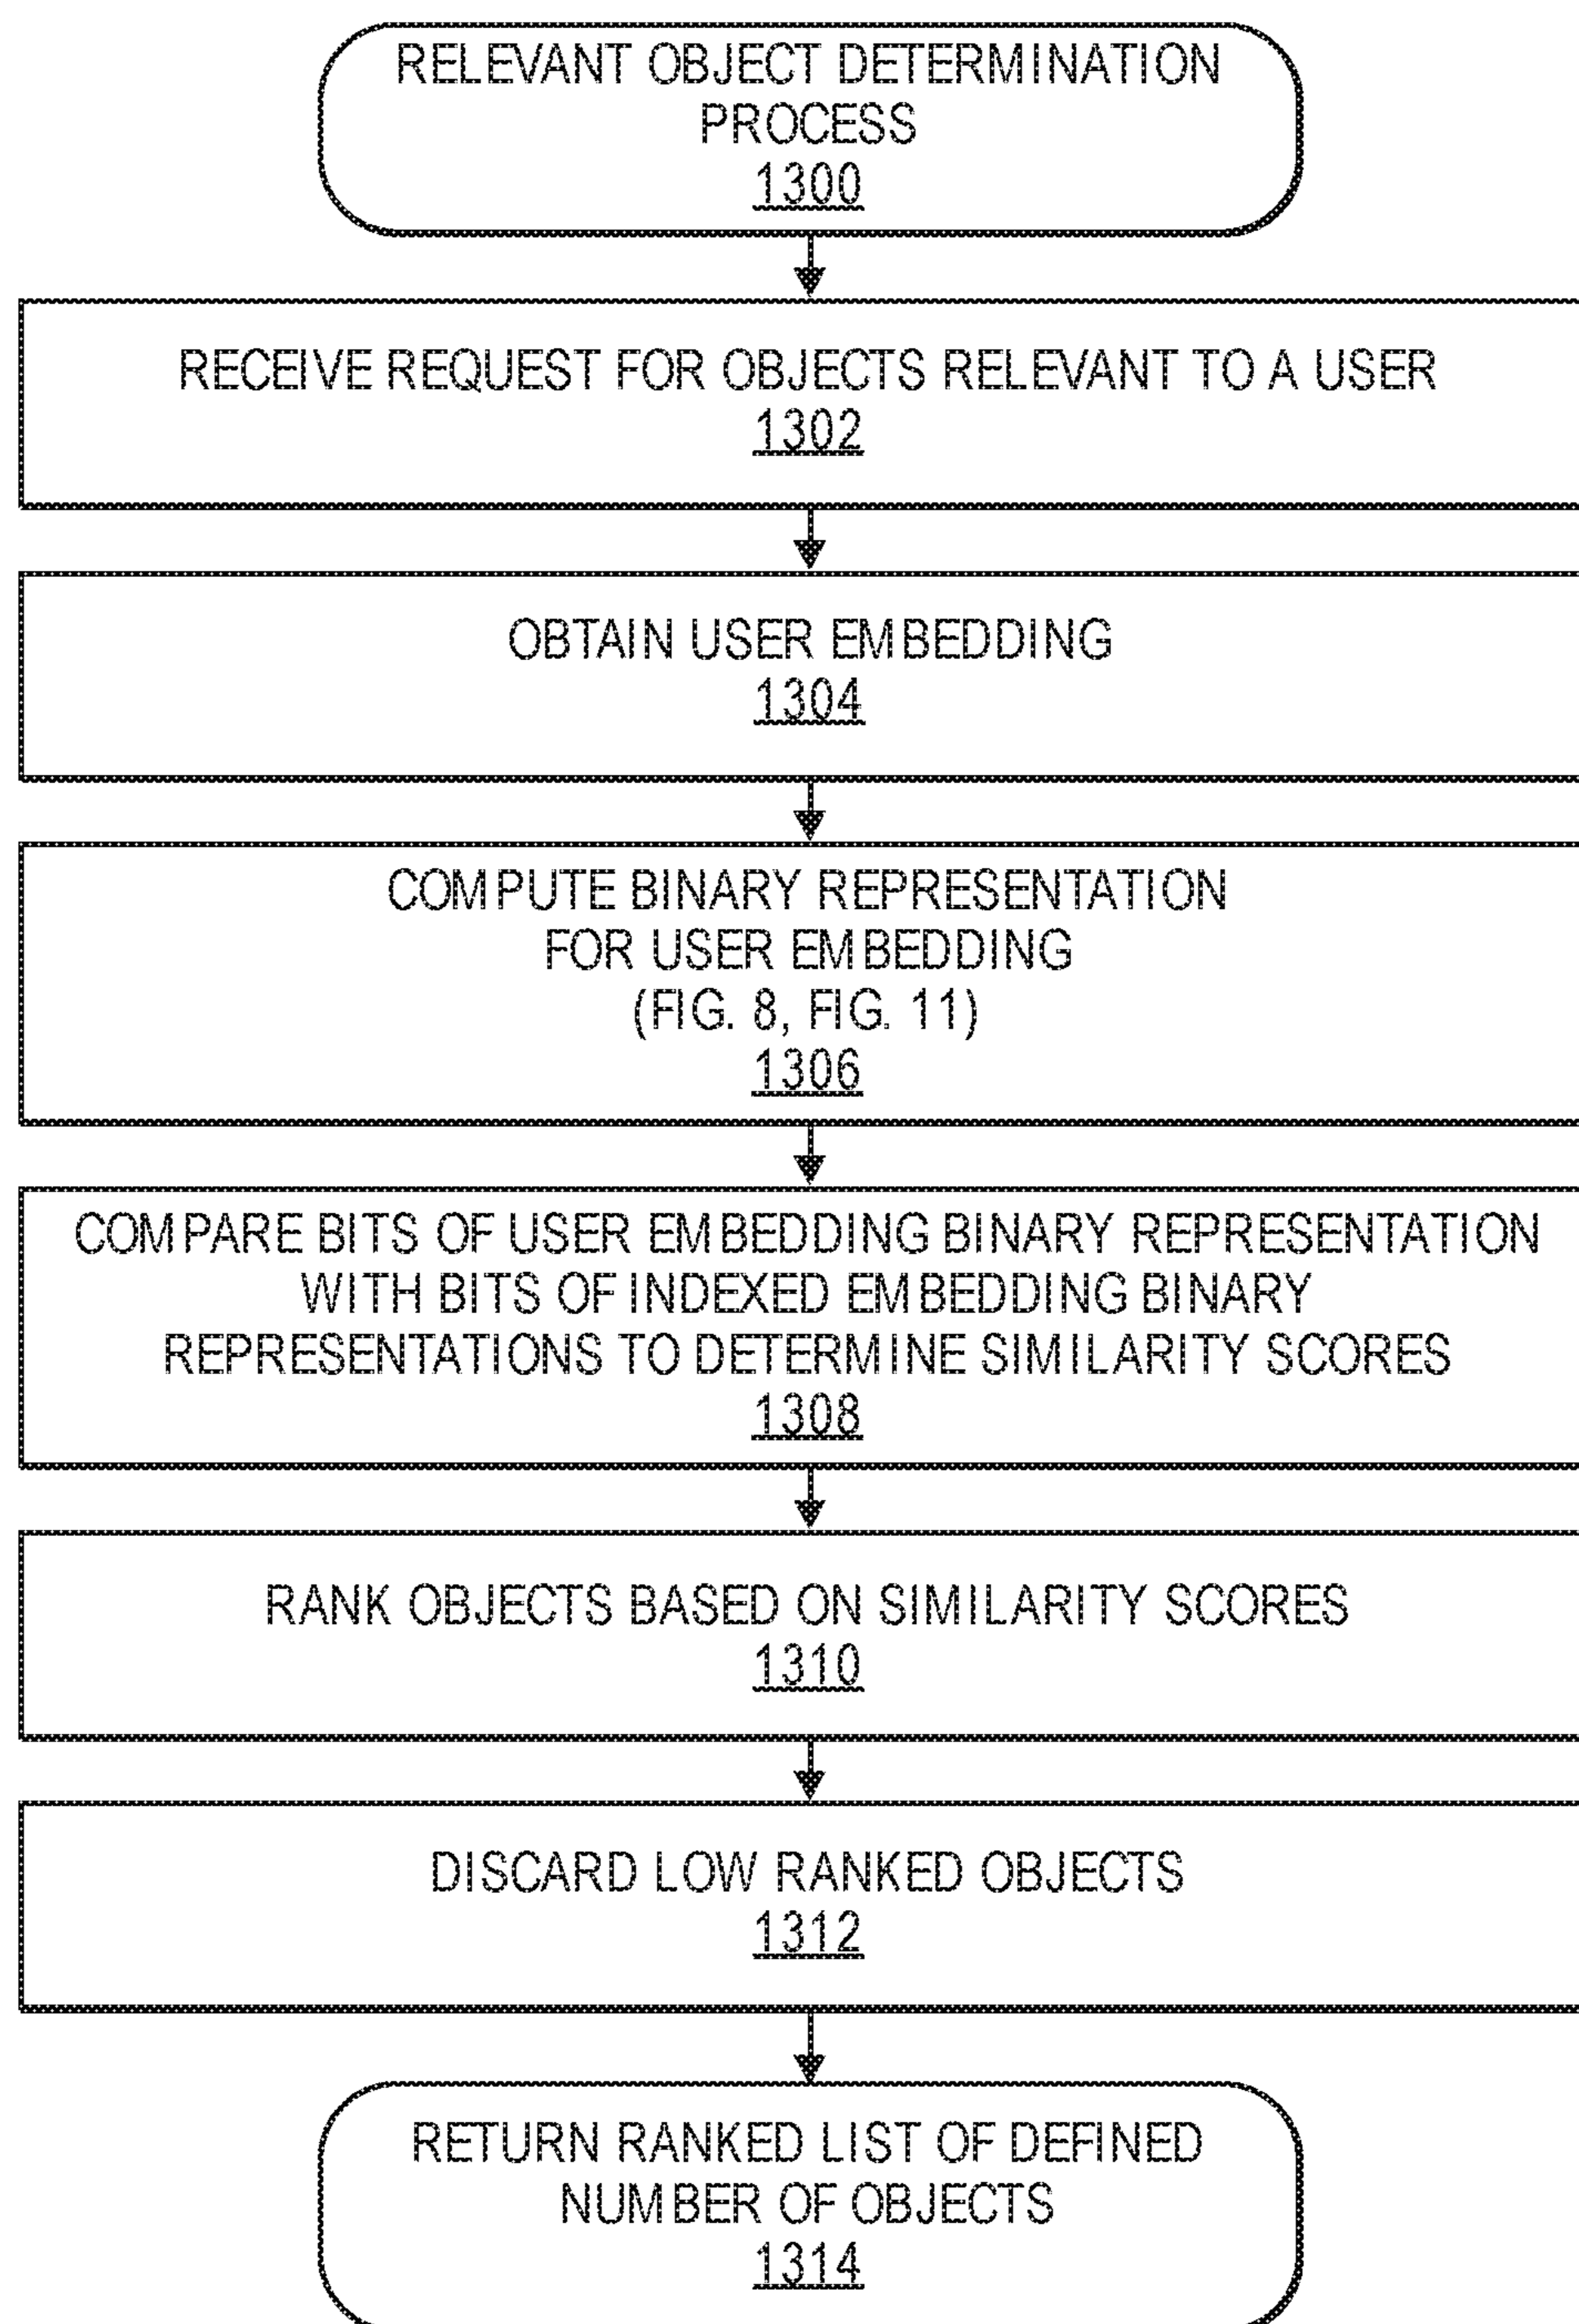 RELEVANT OBJECT DETERMINATION
PROCESS
1300
RECEIVE REQUEST FOR OBJECTS RELEVANT TO A USER
1302
OBTAIN USER EMBEDDING
1304
COMPUTE BINARY REPRESENTATION
FOR USER EMBEDDING
(FIG. 8, FIG. 11)
1306
COMPARE BITS OF USER EMBEDDING BINARY REPRESENTATION
WITH BITS OF INDEXED EMBEDDING BINARY
REPRESENTATIONS TO DETERMINE SIMILARITY SCORES
1308
RANK OBJECTS BASED ON SIMILARITY SCORES
1310
DISCARD LOW RANKED OBJECTS
1312
RETURN RANKED LIST OF DEFINED
NUMBER OF OBJECTS
1314